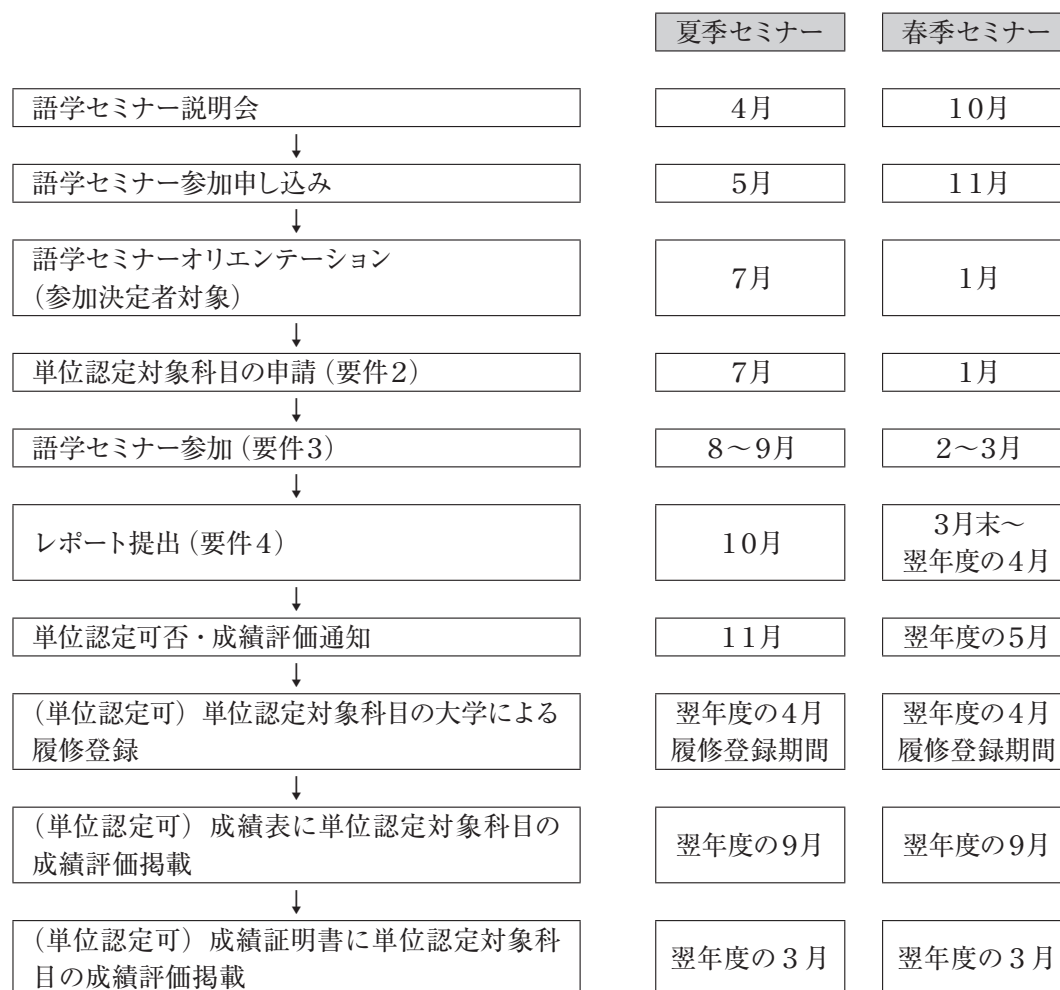 夏季セミナー 春季セミナー
語学セミナー説明会 4月 10月
↓
語学セミナー参加申し込み 5月 11月
↓
語学セミナーオリエンテーション
(参加決定者対象) 7月 1月
↓
単位認定対象科目の申請(要件2) 7月 1月
↓
語学セミナー参加(要件3) 8〜9月 2〜3月
↓
レポート提出(要件4) 10月 3月末〜
翌年度の4月
↓
単位認定可否・成績評価通知 11月 翌年度の5月
↓
(単位認定可)単位認定対象科目の大学による 翌年度の4月 翌年度の4月
履修登録 履修登録期間 履修登録期間
↓
(単位認定可)成績表に単位認定対象科目の
成績評価掲載 翌年度の9月 翌年度の9月
↓
(単位認定可)成績証明書に単位認定対象科
目の成績評価掲載 翌年度の3月 翌年度の3月